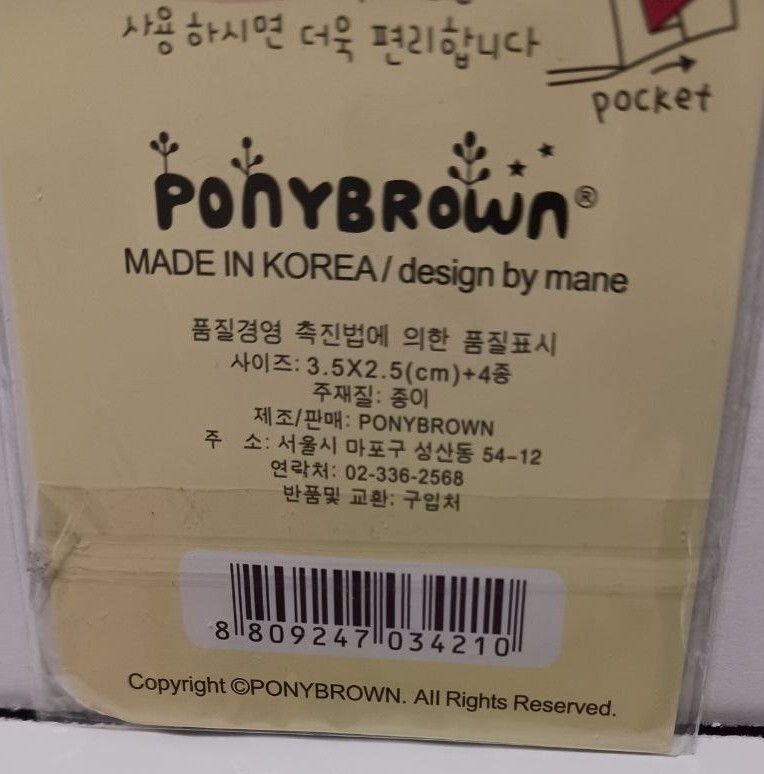 사용하시면 더욱 편리합니다
pocket
PONYBROWN®
MADE IN KOREA / design by mane
품질경영 촉진법에 의한 품질표시
사이즈: 3.5X2.5(cm)+4종
주재질: 종이
제조/판매: PONYBROWN
주 소: 서울시 마포구 성산동 54-12
연락처: 02-336-2568
반품및 교환: 구입처
8 809247 034210
Copyright ©PONYBROWN. All Rights Reserved.